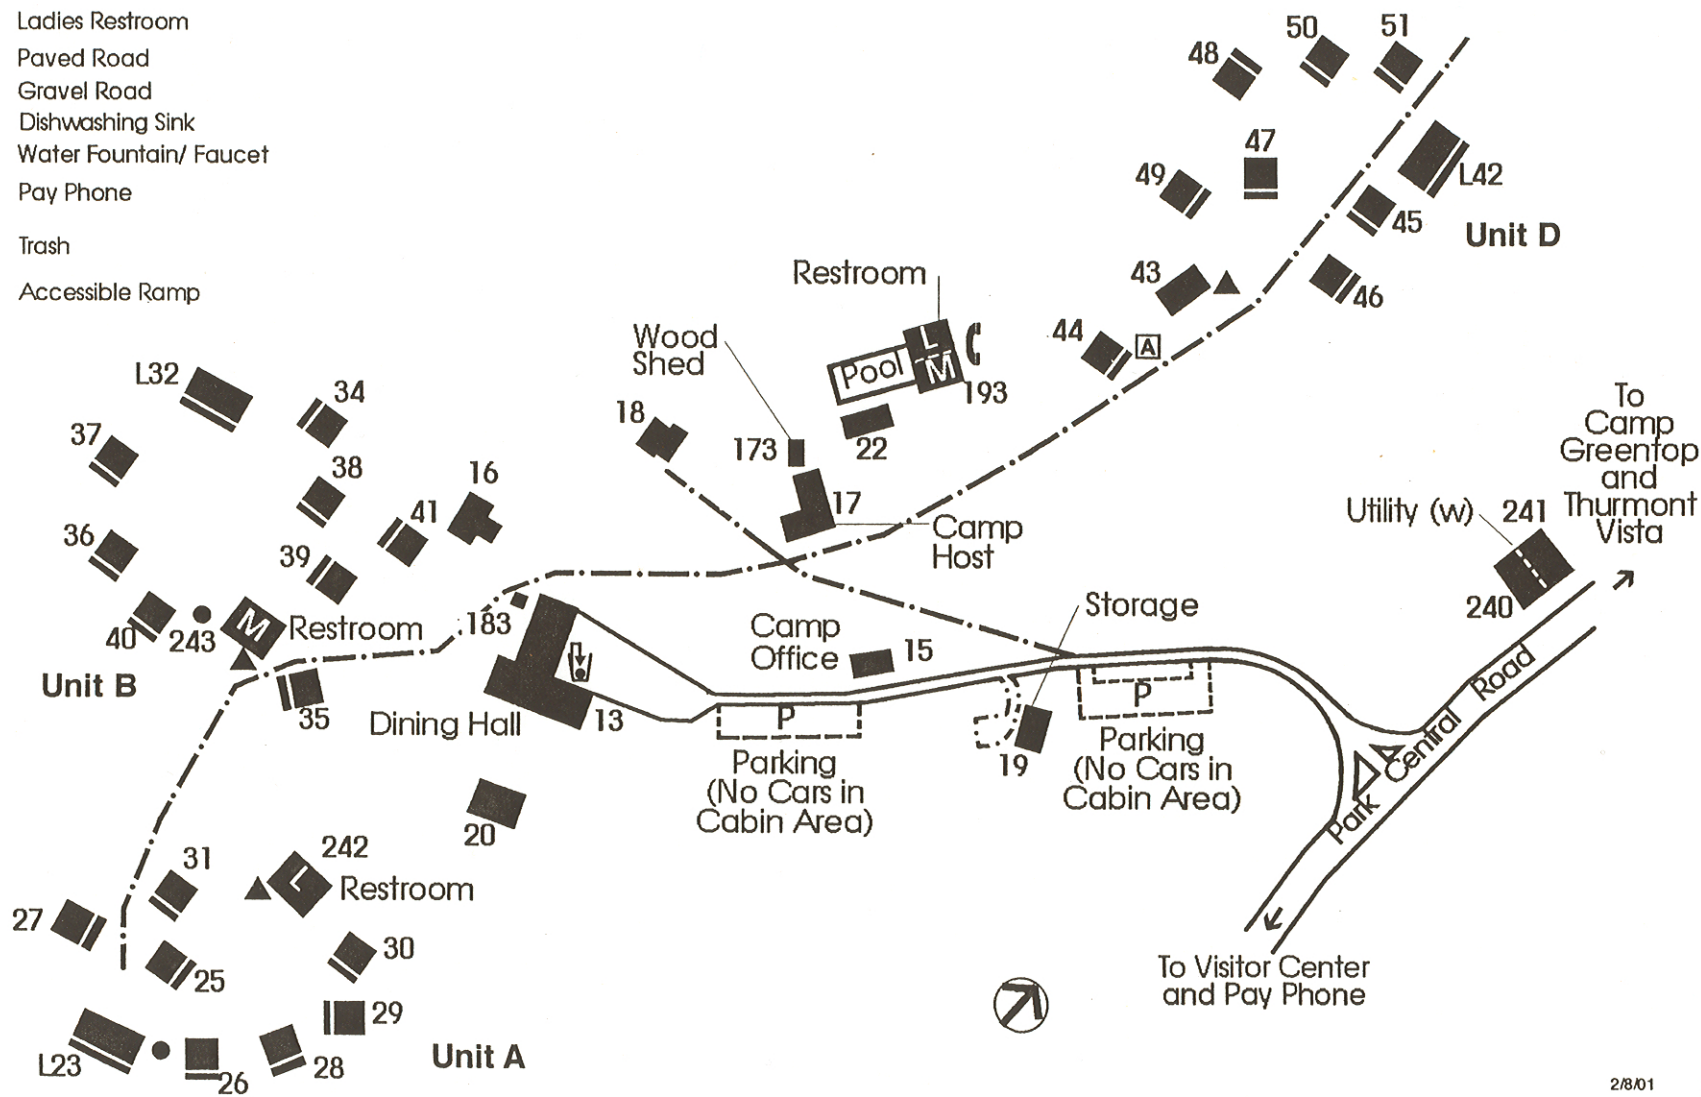 Ladies Restroom
Paved Road
Gravel Road
Dishwashing Sink
Water Fountain/ Faucet
Pay Phone
Trash
Accessible Ramp
50
51
48
47
49
L42
45
Unit D
43
46
Restroom
44
A
Wood
Shed
L
M
Pool
193
18
173
22
17
Camp
Host
To
Camp
Greentop
and
Thurmont
Vista
Utility (w)
241
240
L32
34
37
38
16
41
36
39
40
243
M
Restroom
183
Unit B
35
Dining Hall
13
Camp
Office
15
Storage
P
P
Parking
(No Cars in
Cabin Area)
19
Parking
(No Cars in
Cabin Area)
Park Central Road
20
31
242
L
Restroom
27
25
30
29
L23
26
28
Unit A
To Visitor Center
and Pay Phone
2/8/01